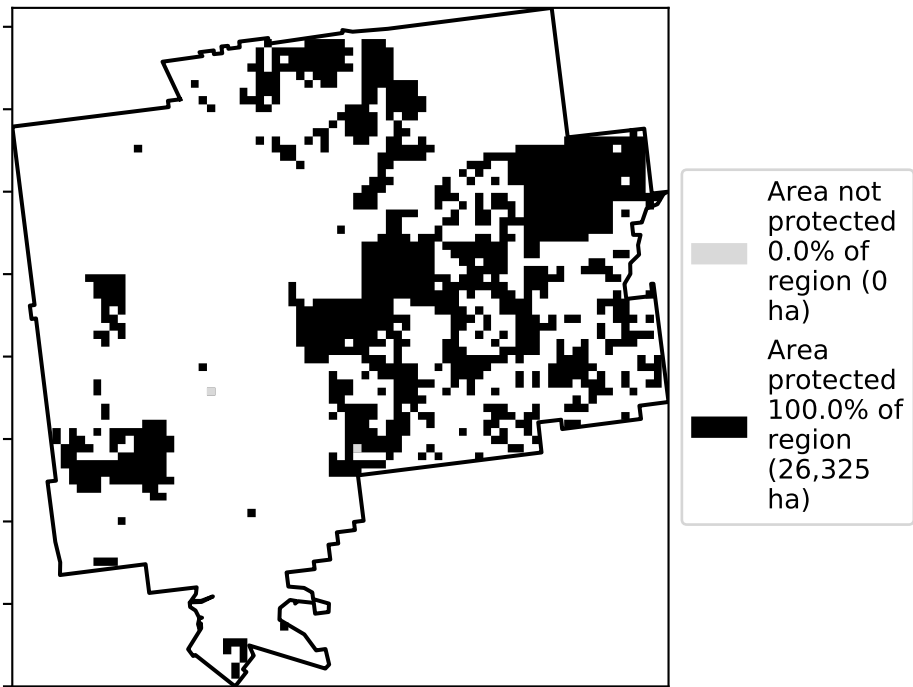 Area not
protected
0.0% of
region (0
ha)
Area
protected
100.0% of
region
(26,325
ha)